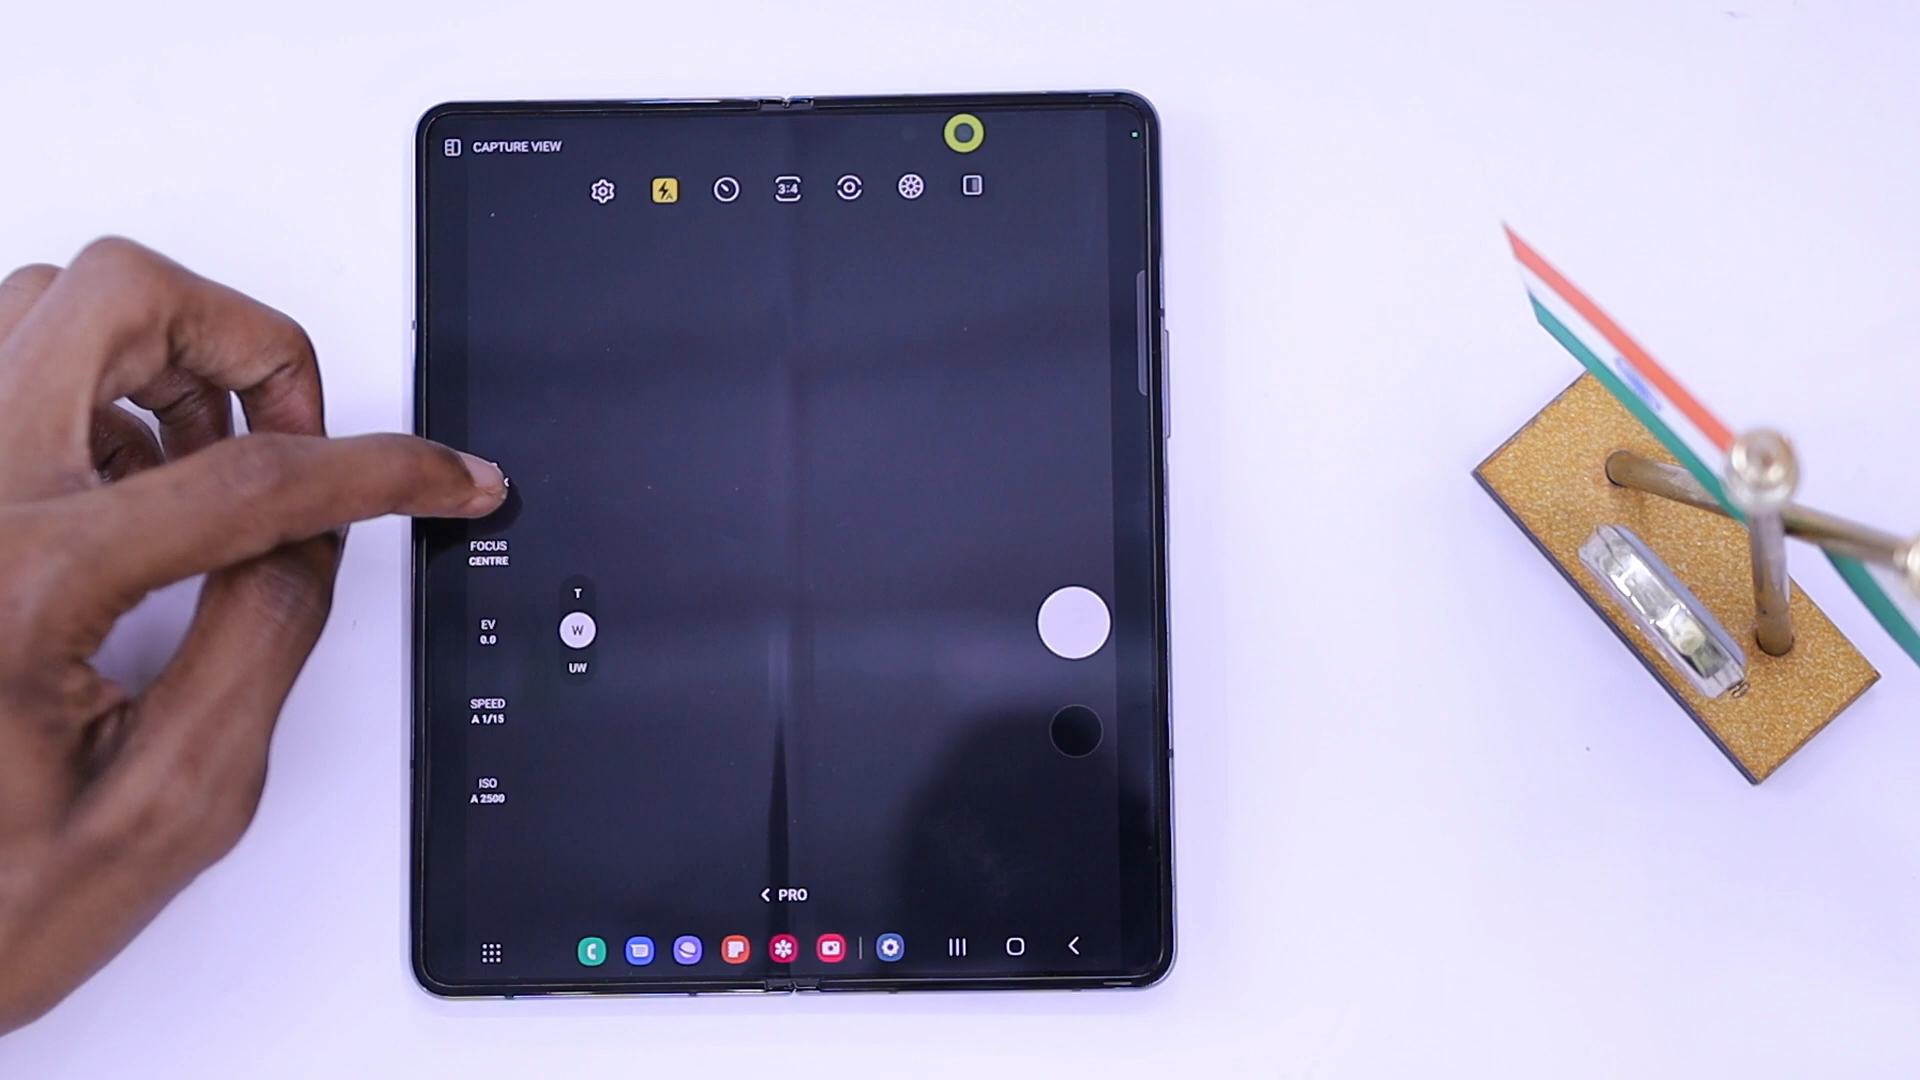 CAPTURE VIEW
3:4
FOCUS
CENTRE
EV
0.0
SPEED
A 1/15
ISO
A 2500
T
W
UW
PRO